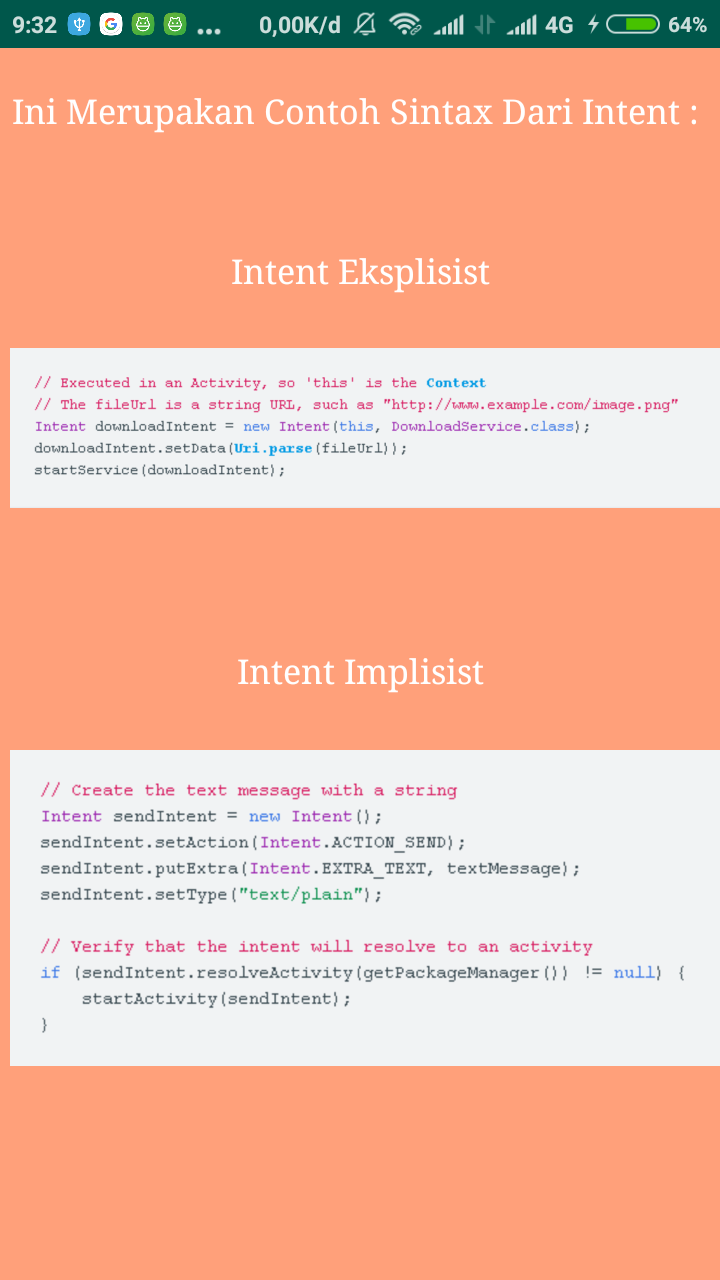 9:32 ... 0,00K/d 4G 64%
Ini Merupakan Contoh Sintax Dari Intent :
Intent Eksplisist
// Executed in an Activity, so 'this' is the Context
// The fileUrl is a string URL, such as "http://www.example.com/image.png"
Intent downloadIntent = new Intent(this, DownloadService.class);
downloadIntent.setData(Uri.parse(fileUrl));
startService(downloadIntent);
Intent Implisist
// Create the text message with a string
Intent sendIntent = new Intent();
sendIntent.setAction(Intent.ACTION_SEND);
sendIntent.putExtra(Intent.EXTRA_TEXT, textMessage);
sendIntent.setType("text/plain");
// Verify that the intent will resolve to an activity
if (sendIntent.resolveActivity(getPackageManager()) != null) {
    startActivity(sendIntent);
}